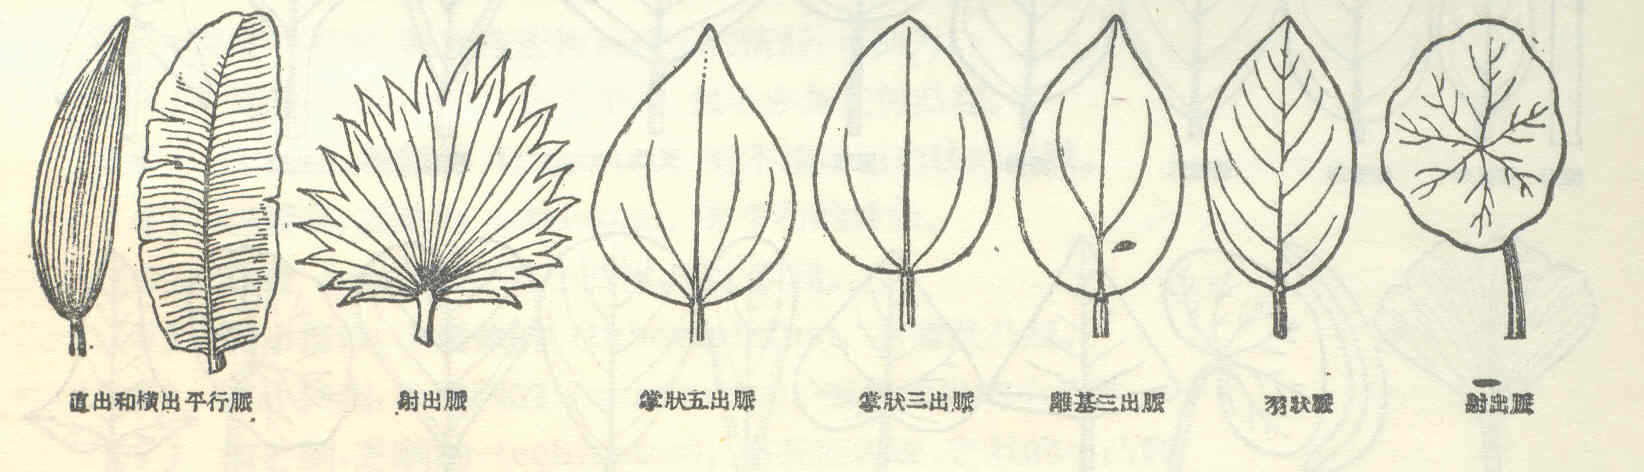 直出和橫出平行脈
射出脈
掌狀五出脈
掌狀三出脈
離基三出脈
羽狀脈
射出脈